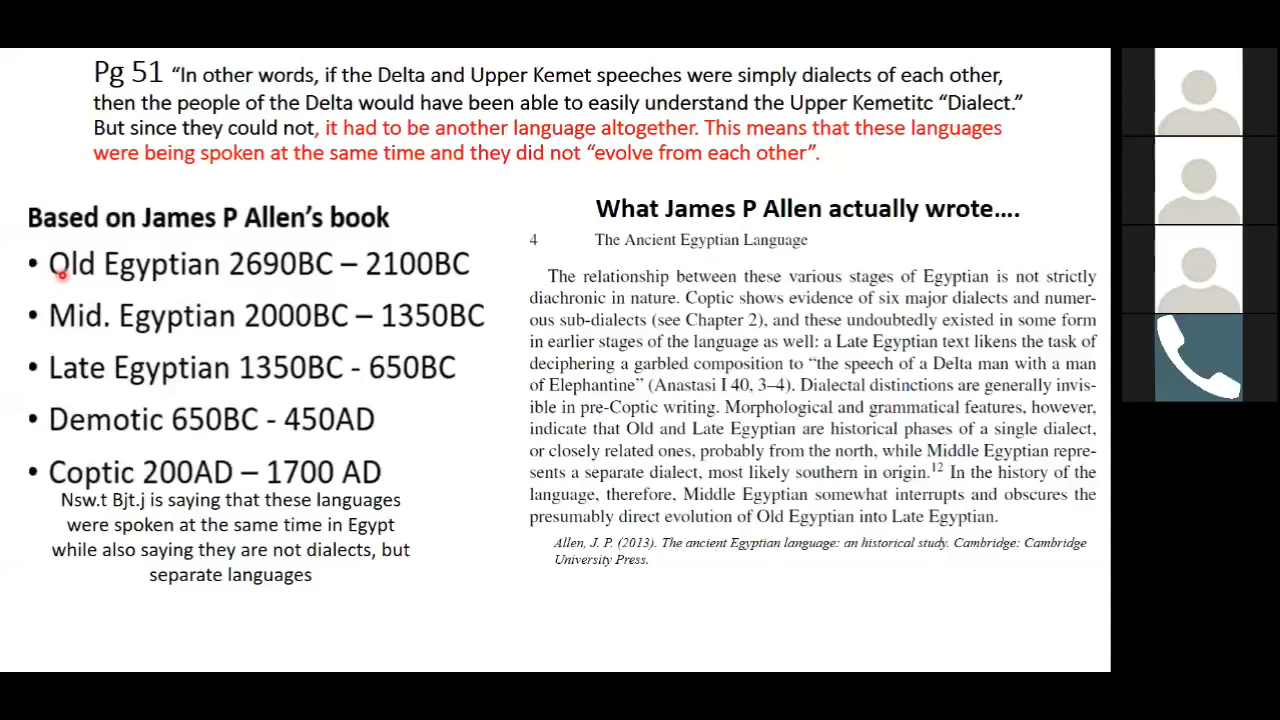 Pg 51 “In other words, if the Delta and Upper Kemet speeches were simply dialects of each other,
then the people of the Delta would have been able to easily understand the Upper Kemetitc “Dialect.”
But since they could not, it had to be another language altogether. This means that these languages
were being spoken at the same time and they did not “evolve from each other”.
Based on James P Allen’s book
• Old Egyptian 2690BC – 2100BC
• Mid. Egyptian 2000BC – 1350BC
• Late Egyptian 1350BC - 650BC
• Demotic 650BC - 450AD
• Coptic 200AD – 1700 AD
Nsw.t Bjt.j is saying that these languages
were spoken at the same time in Egypt
while also saying they are not dialects, but
separate languages
What James P Allen actually wrote….
4 The Ancient Egyptian Language
The relationship between these various stages of Egyptian is not strictly
diachronic in nature. Coptic shows evidence of six major dialects and numer-
ous sub-dialects (see Chapter 2), and these undoubtedly existed in some form
in earlier stages of the language as well: a Late Egyptian text likens the task of
deciphering a garbled composition to “the speech of a Delta man with a man
of Elephantine” (Anastasi I 40, 3–4). Dialectal distinctions are generally invis-
ible in pre-Coptic writing. Morphological and grammatical features, however,
indicate that Old and Late Egyptian are historical phases of a single dialect,
or closely related ones, probably from the north, while Middle Egyptian repre-
sents a separate dialect, most likely southern in origin.12 In the history of the
language, therefore, Middle Egyptian somewhat interrupts and obscures the
presumably direct evolution of Old Egyptian into Late Egyptian.
Allen, J. P. (2013). The ancient Egyptian language: an historical study. Cambridge: Cambridge
University Press.